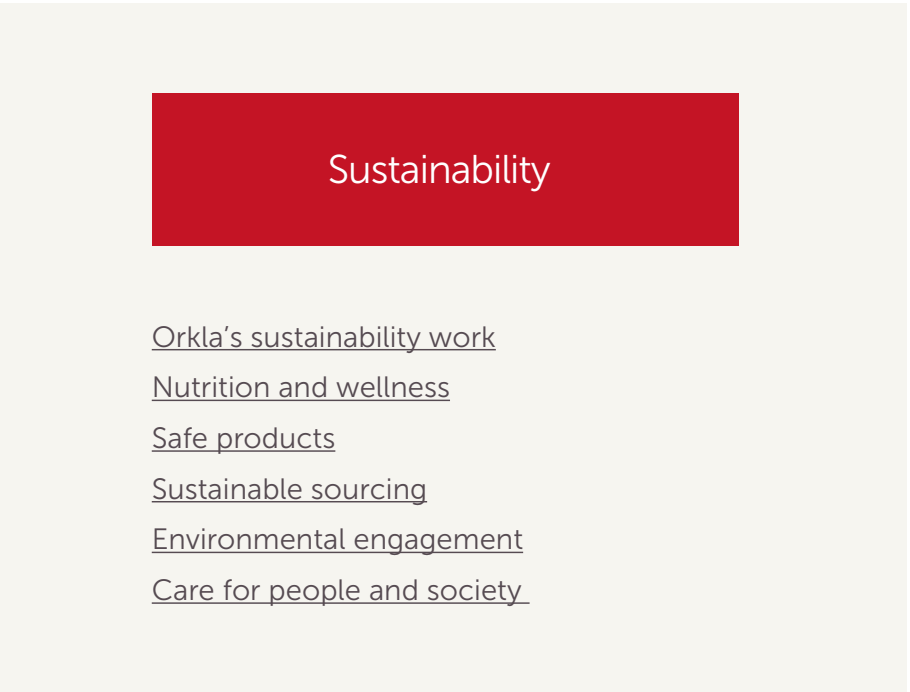 Sustainability
Orkla’s sustainability work
Nutrition and wellness
Safe products
Sustainable sourcing
Environmental engagement
Care for people and society